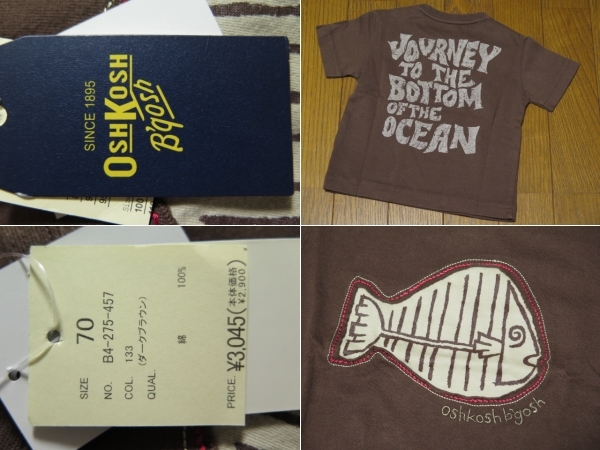 SINCE 1895
OSHKOSH
B'gosh
JOURNEY
TO THE
BOTTOM
OF THE
OCEAN
SIZE 70
NO. B4-275-457
COL. 133
(ダークブラウン)
QUAL.
綿 100%
PRICE. ¥3,045(本体価格 ¥2,900)
oshkosh b'gosh